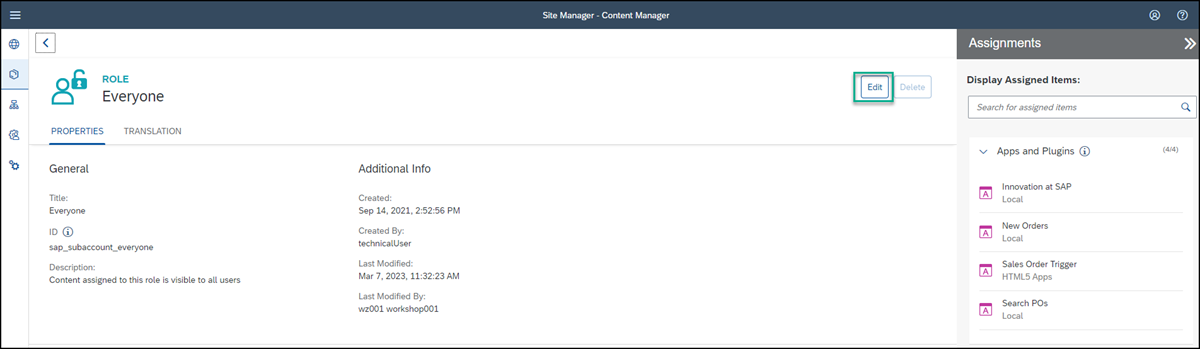 Site Manager - Content Manager
ROLE
Everyone
Edit
Delete
PROPERTIES
TRANSLATION
General
Title:
Everyone
ID
sap_subaccount_everyone
Description:
Content assigned to this role is visible to all users
Additional Info
Created:
Sep 14, 2021, 2:52:56 PM
Created By:
technicalUser
Last Modified:
Mar 7, 2023, 11:32:23 AM
Last Modified By:
wz001 workshop001
Assignments
Display Assigned Items:
Search for assigned items
Apps and Plugins (4/4)
Innovation at SAP
Local
New Orders
Local
Sales Order Trigger
HTML5 Apps
Search POs
Local